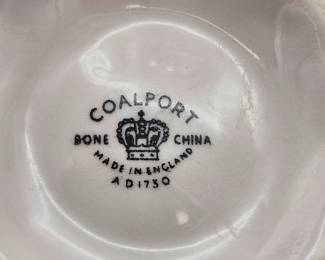 COALPORT
BONE CHINA
MADE IN ENGLAND
A D 1750